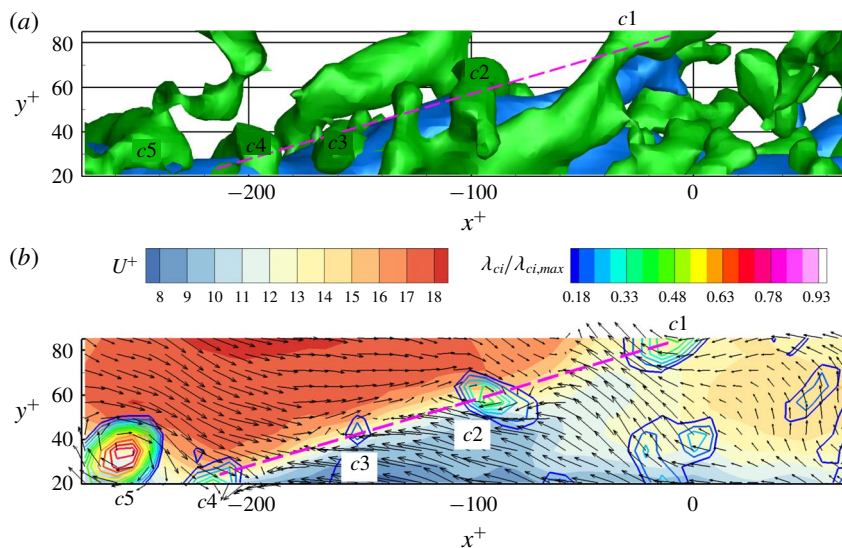 (a)
c1
80
60
40
20
y+
c2
c3
c4
c5
−200
−100
0
x+
(b)
U+
8 9 10 11 12 13 14 15 16 17 18
λci/λci,max
0.18 0.33 0.48 0.63 0.78 0.93
c1
80
60
40
20
y+
c2
c3
c4
c5
−200
−100
0
x+